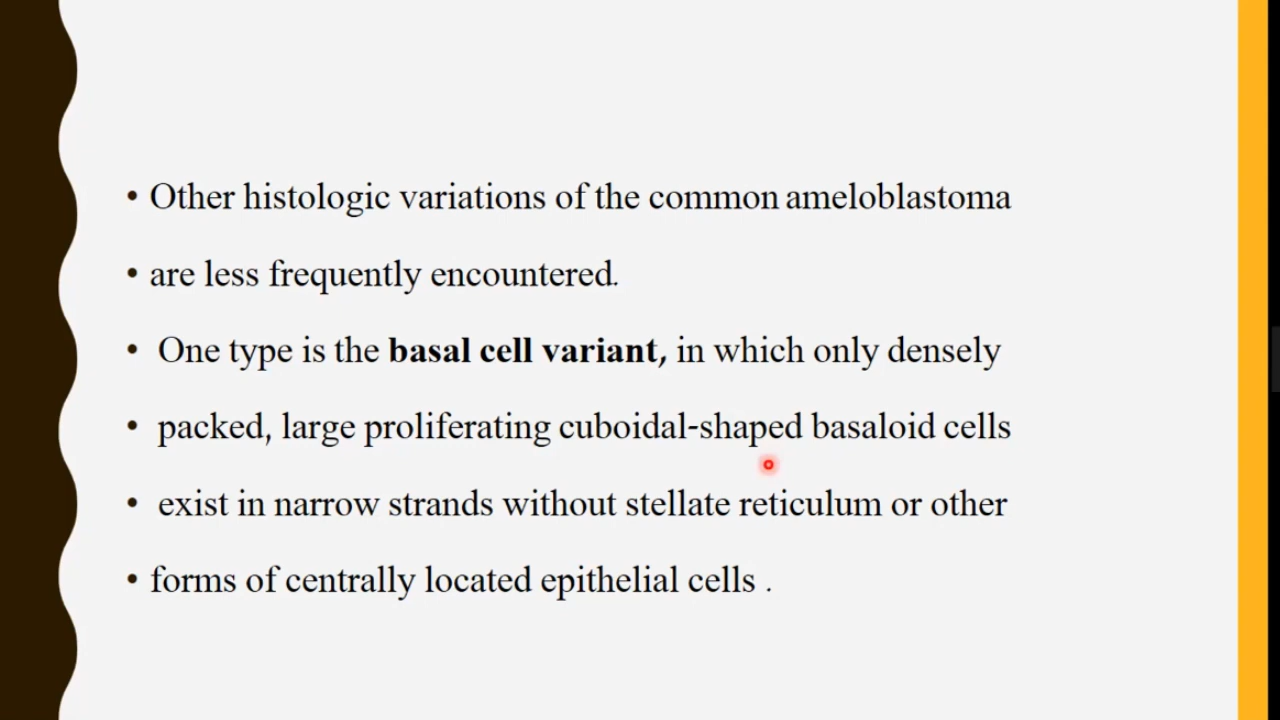 • Other histologic variations of the common ameloblastoma
• are less frequently encountered.
• One type is the basal cell variant, in which only densely
• packed, large proliferating cuboidal-shaped basaloid cells
• exist in narrow strands without stellate reticulum or other
• forms of centrally located epithelial cells .